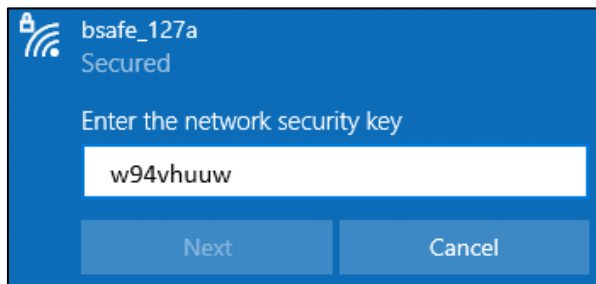 bsafe_127a
Secured
Enter the network security key
w94vhuuw
Next Cancel